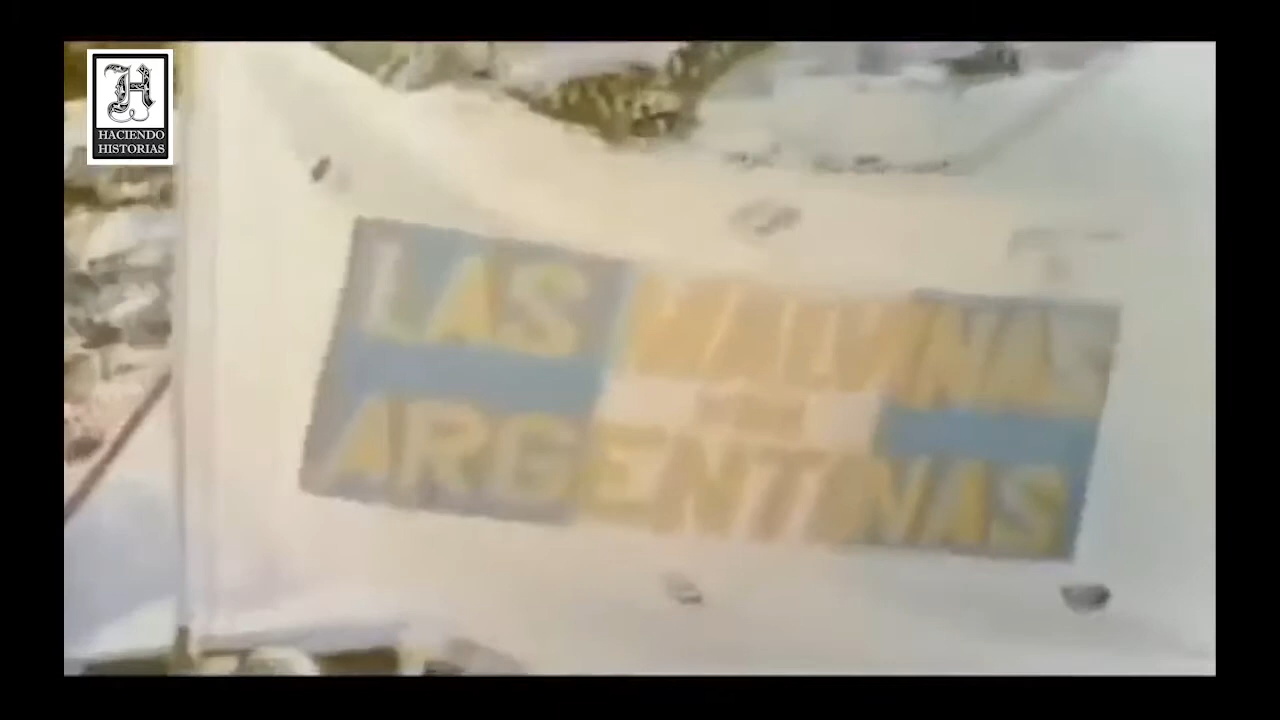 H
HACIENDO
HISTORIAS
LAS MALVINAS
ARGENTINAS